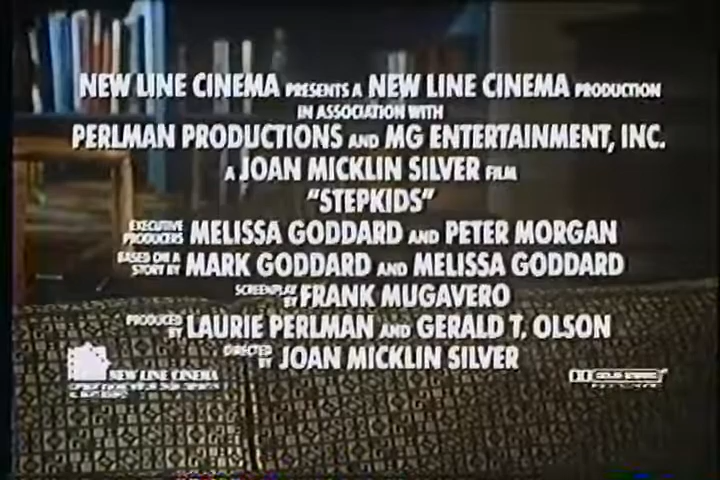 NEW LINE CINEMA PRESENTS A NEW LINE CINEMA PRODUCTION
IN ASSOCIATION WITH
PERLMAN PRODUCTIONS AND MG ENTERTAINMENT, INC.
A JOAN MICKLIN SILVER FILM
"STEPKIDS"
EXECUTIVE PRODUCERS MELISSA GODDARD AND PETER MORGAN
BASED ON A STORY BY MARK GODDARD AND MELISSA GODDARD
SCREENPLAY BY FRANK MUGAVERO
PRODUCED BY LAURIE PERLMAN AND GERALD T. OLSON
DIRECTED BY JOAN MICKLIN SILVER
NEW LINE CINEMA